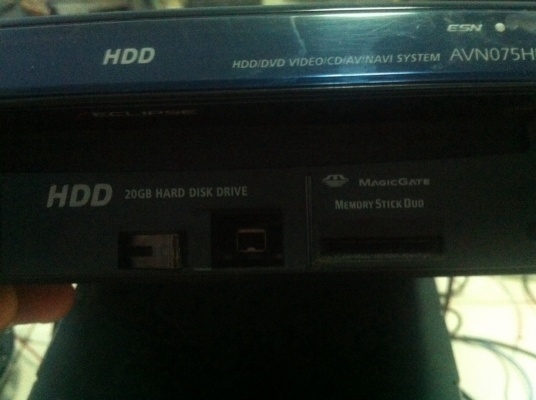 ESN
HDD
HDD/DVD VIDEO/CD/AV/NAVI SYSTEM AVN075H
ECLIPSE
HDD 20GB HARD DISK DRIVE
MAGICGATE
MEMORY STICK DUO